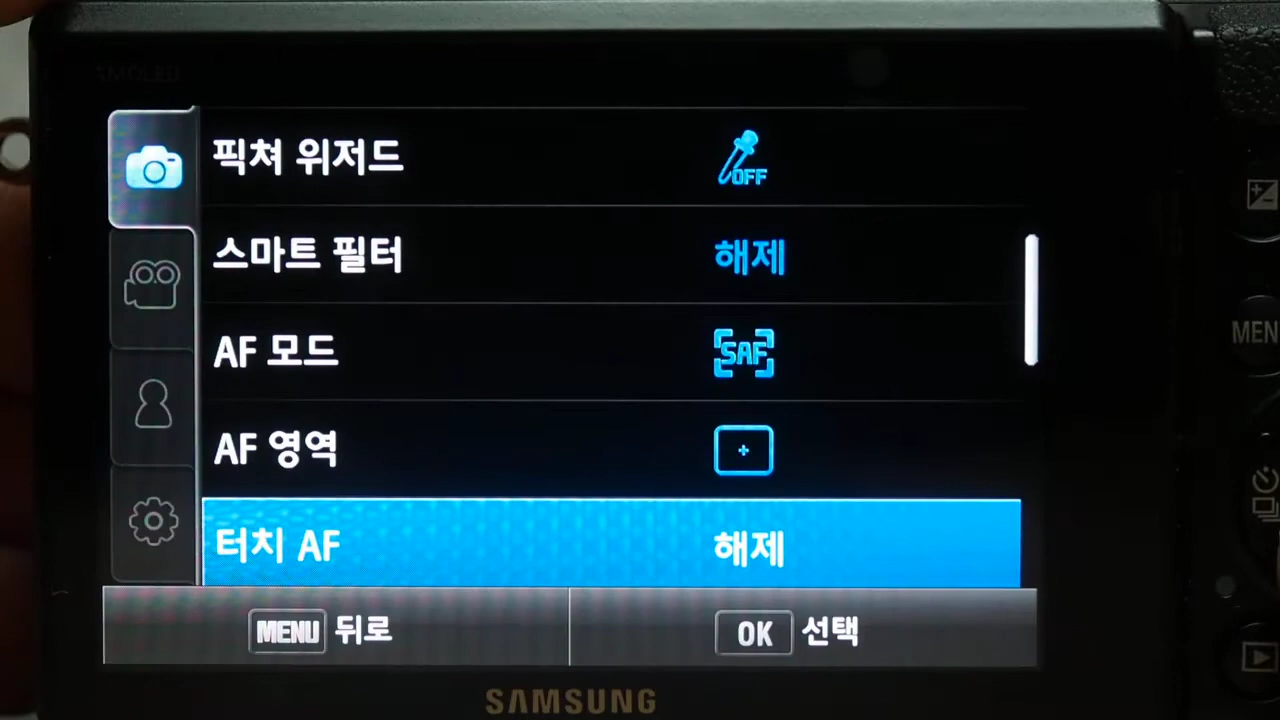 AMOLED
픽쳐 위저드 OFF
스마트 필터 해제
AF 모드 SAF
AF 영역
터치 AF 해제
MENU 뒤로 OK 선택
MEN
SAMSUNG